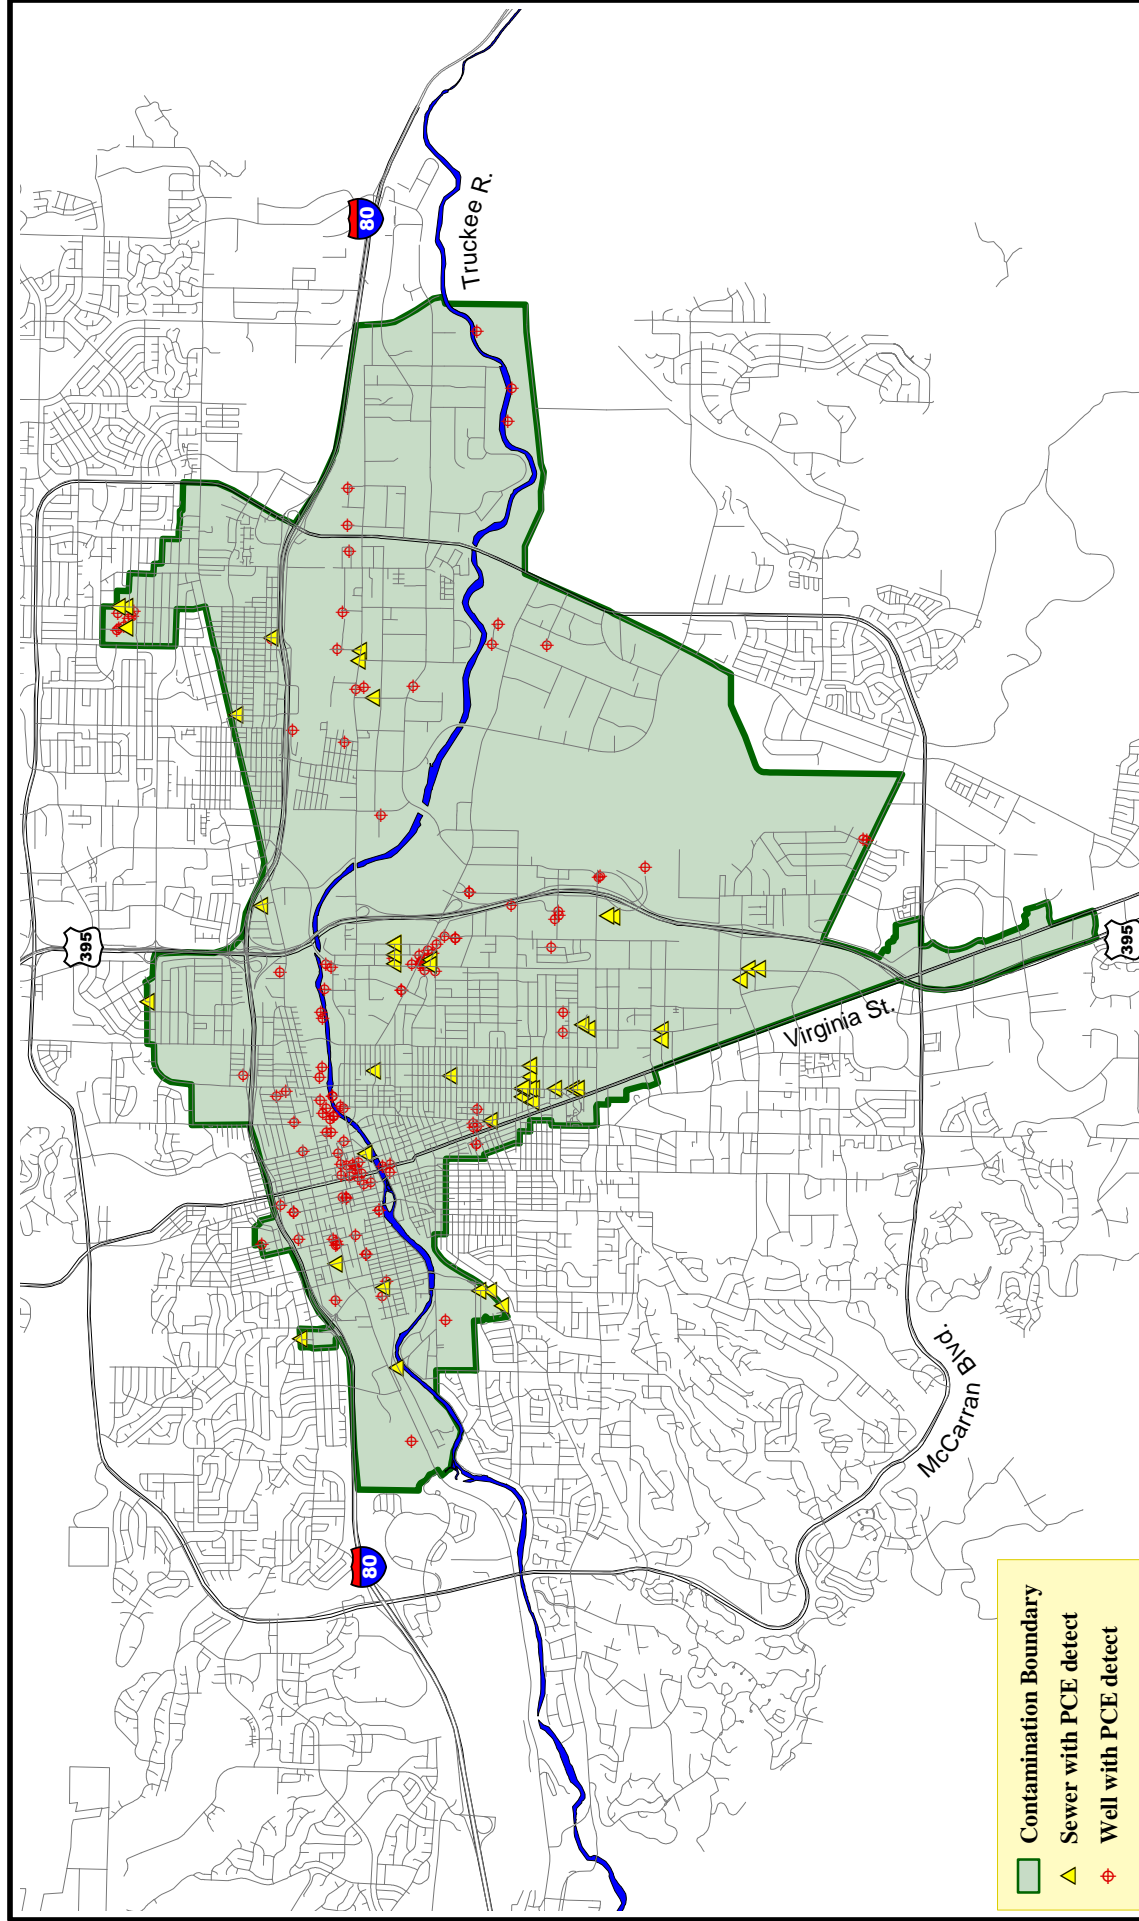 80
Truckee R.
395
395
Virginia St.
McCarran Blvd.
80
Contamination Boundary
Sewer with PCE detect
Well with PCE detect